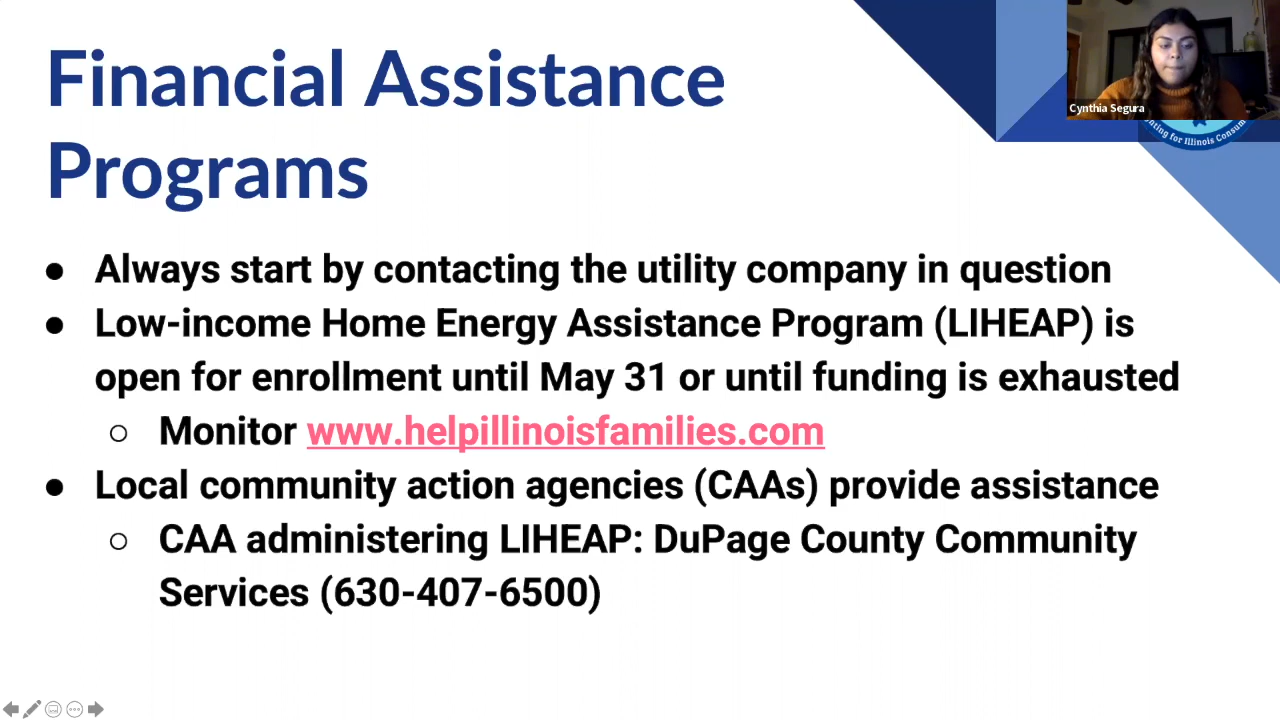 Financial Assistance
Programs
Cynthia Segura
ting for Illinois Consum
● Always start by contacting the utility company in question
● Low-income Home Energy Assistance Program (LIHEAP) is
open for enrollment until May 31 or until funding is exhausted
○ Monitor www.helpillinoisfamilies.com
● Local community action agencies (CAAs) provide assistance
○ CAA administering LIHEAP: DuPage County Community
Services (630-407-6500)